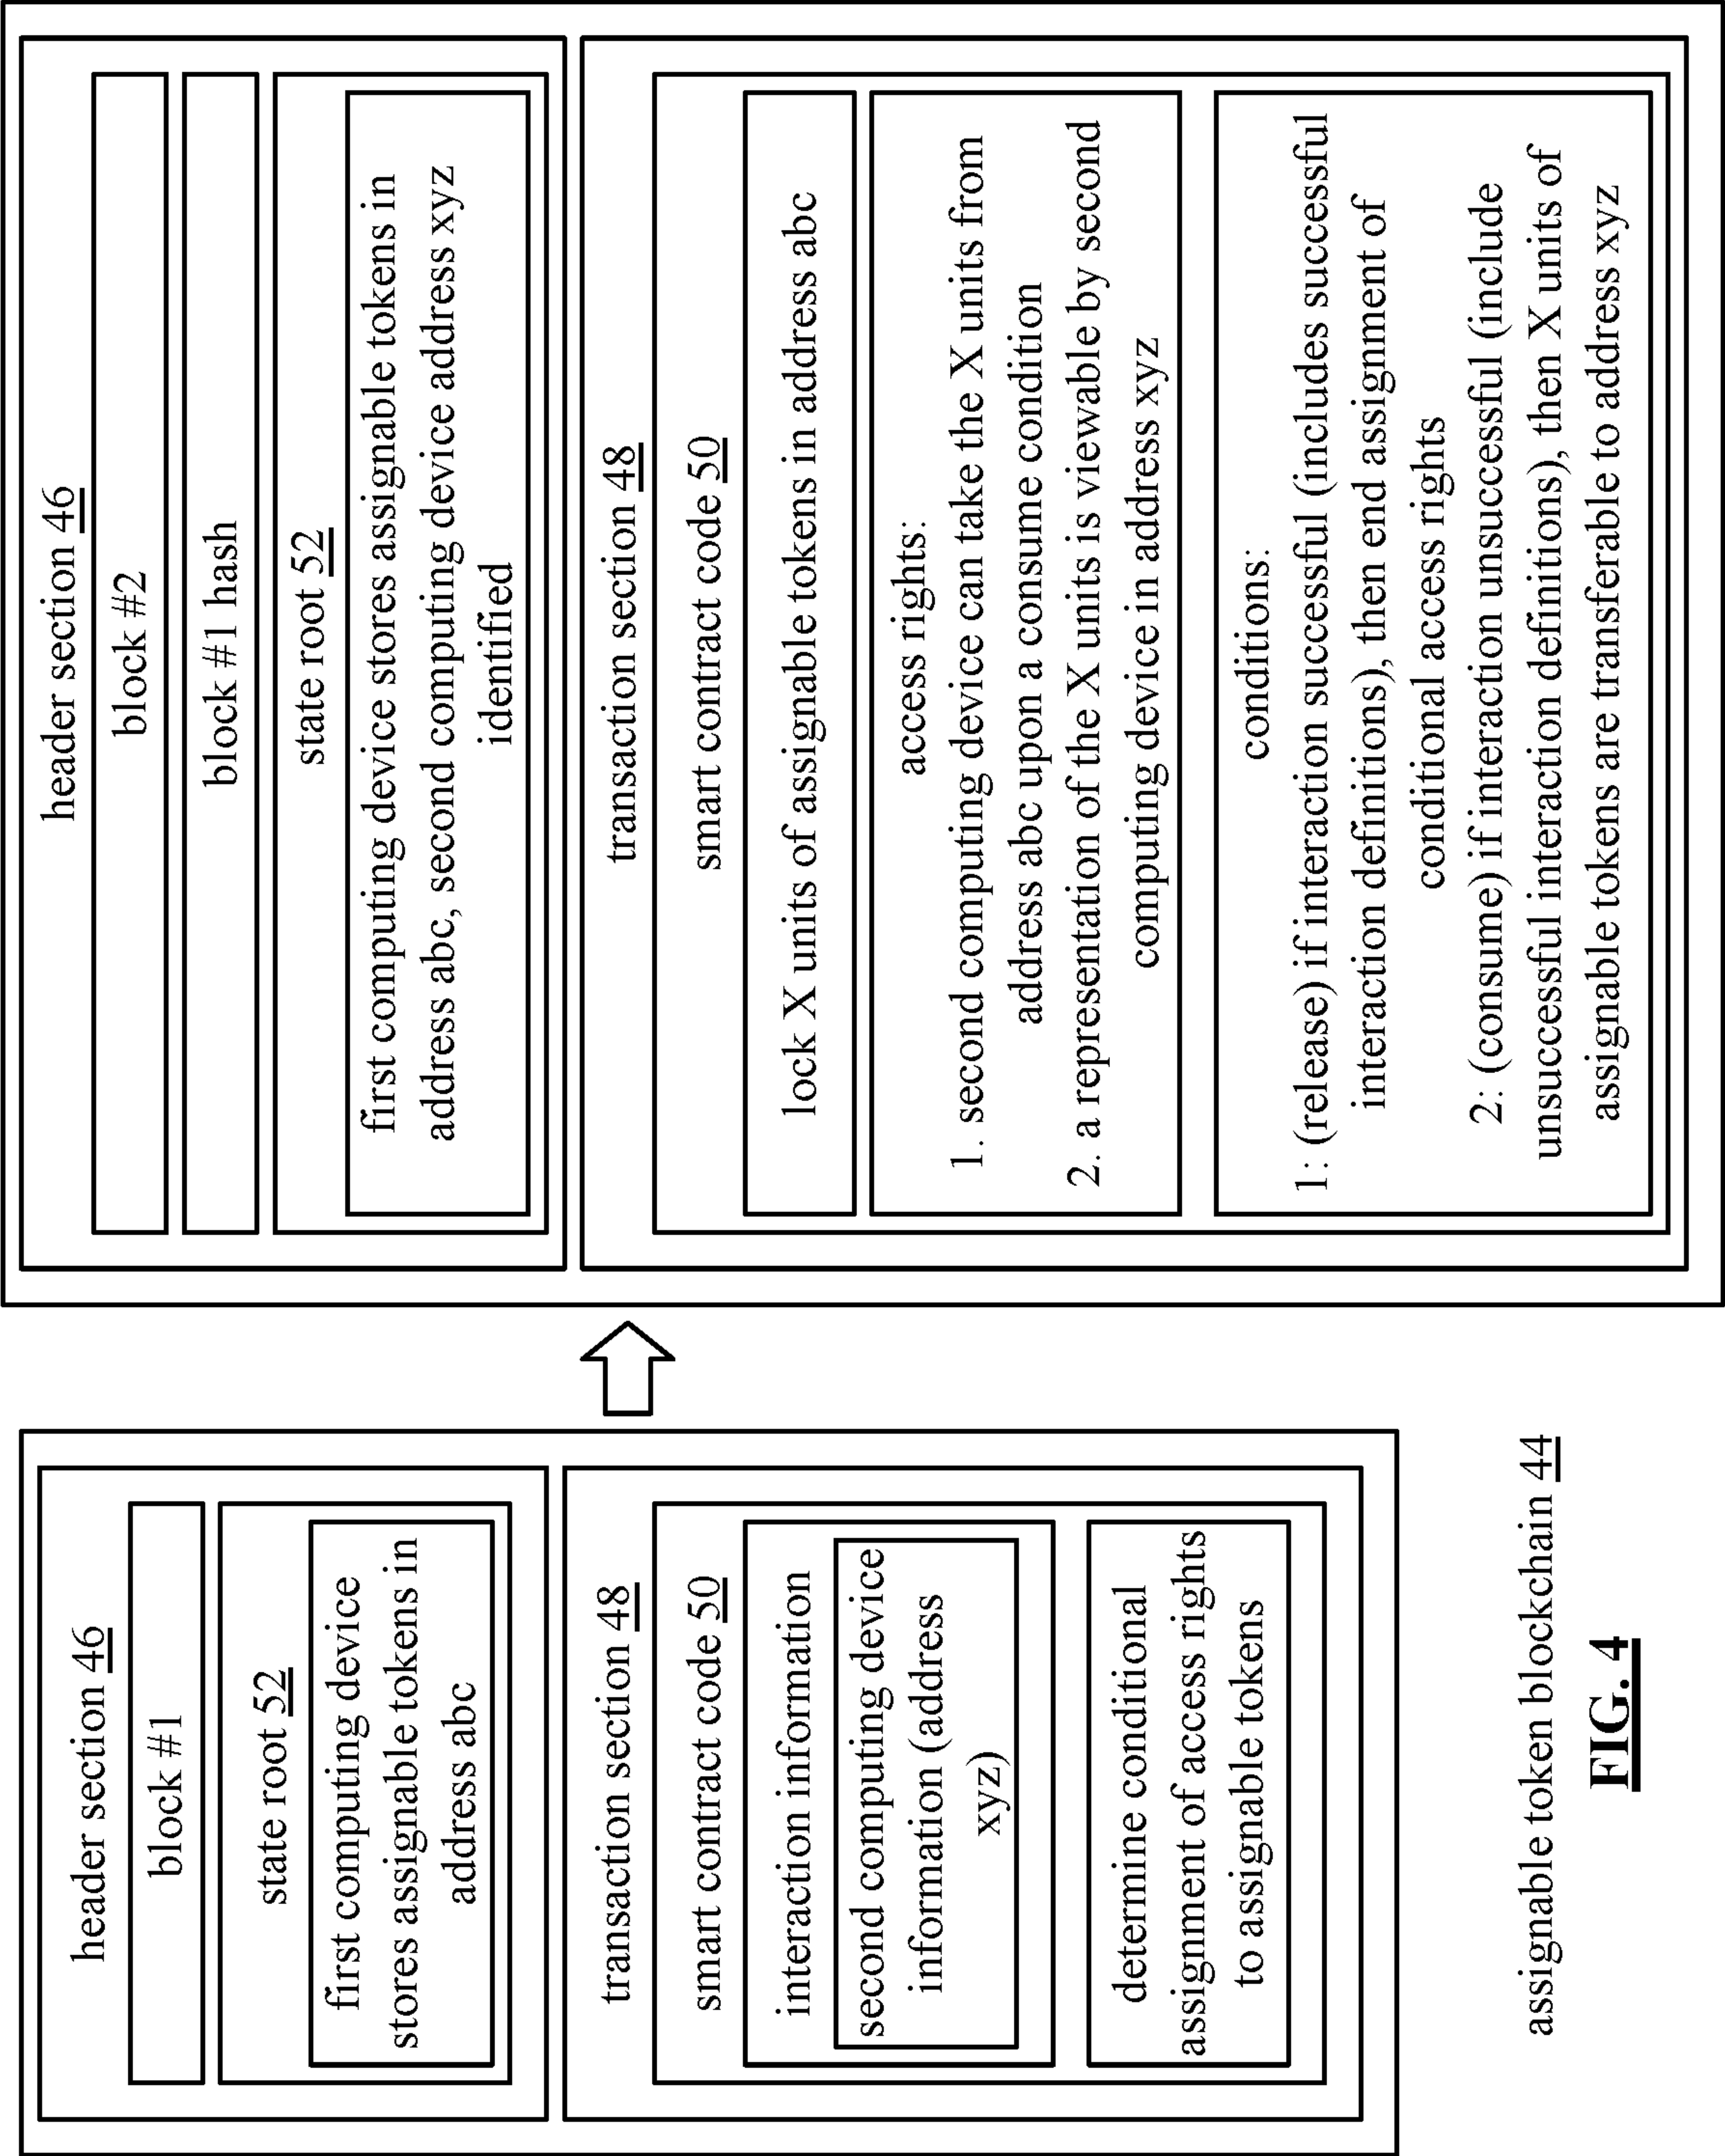 header section 46
block #1
state root 52
first computing device
stores assignable tokens in
address abc
transaction section 48
smart contract code 50
interaction information
second computing device
information (address
xyz)
determine conditional
assignment of access rights
to assignable tokens
header section 46
block #2
block #1 hash
state root 52
first computing device stores assignable tokens in
address abc, second computing device address xyz
identified
transaction section 48
smart contract code 50
lock X units of assignable tokens in address abc
access rights:
1. second computing device can take the X units from
address abc upon a consume condition
2. a representation of the X units is viewable by second
computing device in address xyz
conditions:
1: (release) if interaction successful (includes successful
interaction definitions), then end assignment of
conditional access rights
2: (consume) if interaction unsuccessful (include
unsuccessful interaction definitions), then X units of
assignable tokens are transferable to address xyz
assignable token blockchain 44
FIG. 4